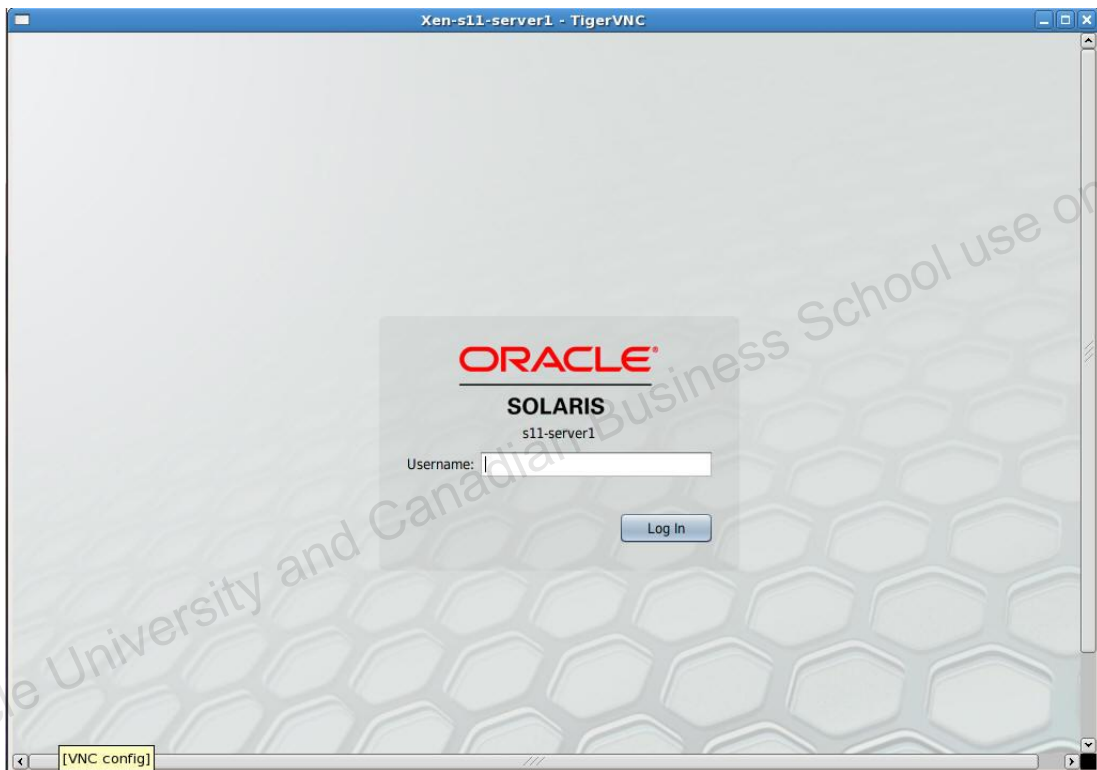 Xen-s11-server1 - TigerVNC
ORACLE®
SOLARIS
s11-server1
Username:
Log In
University and Canadian Business School use
[VNC config]